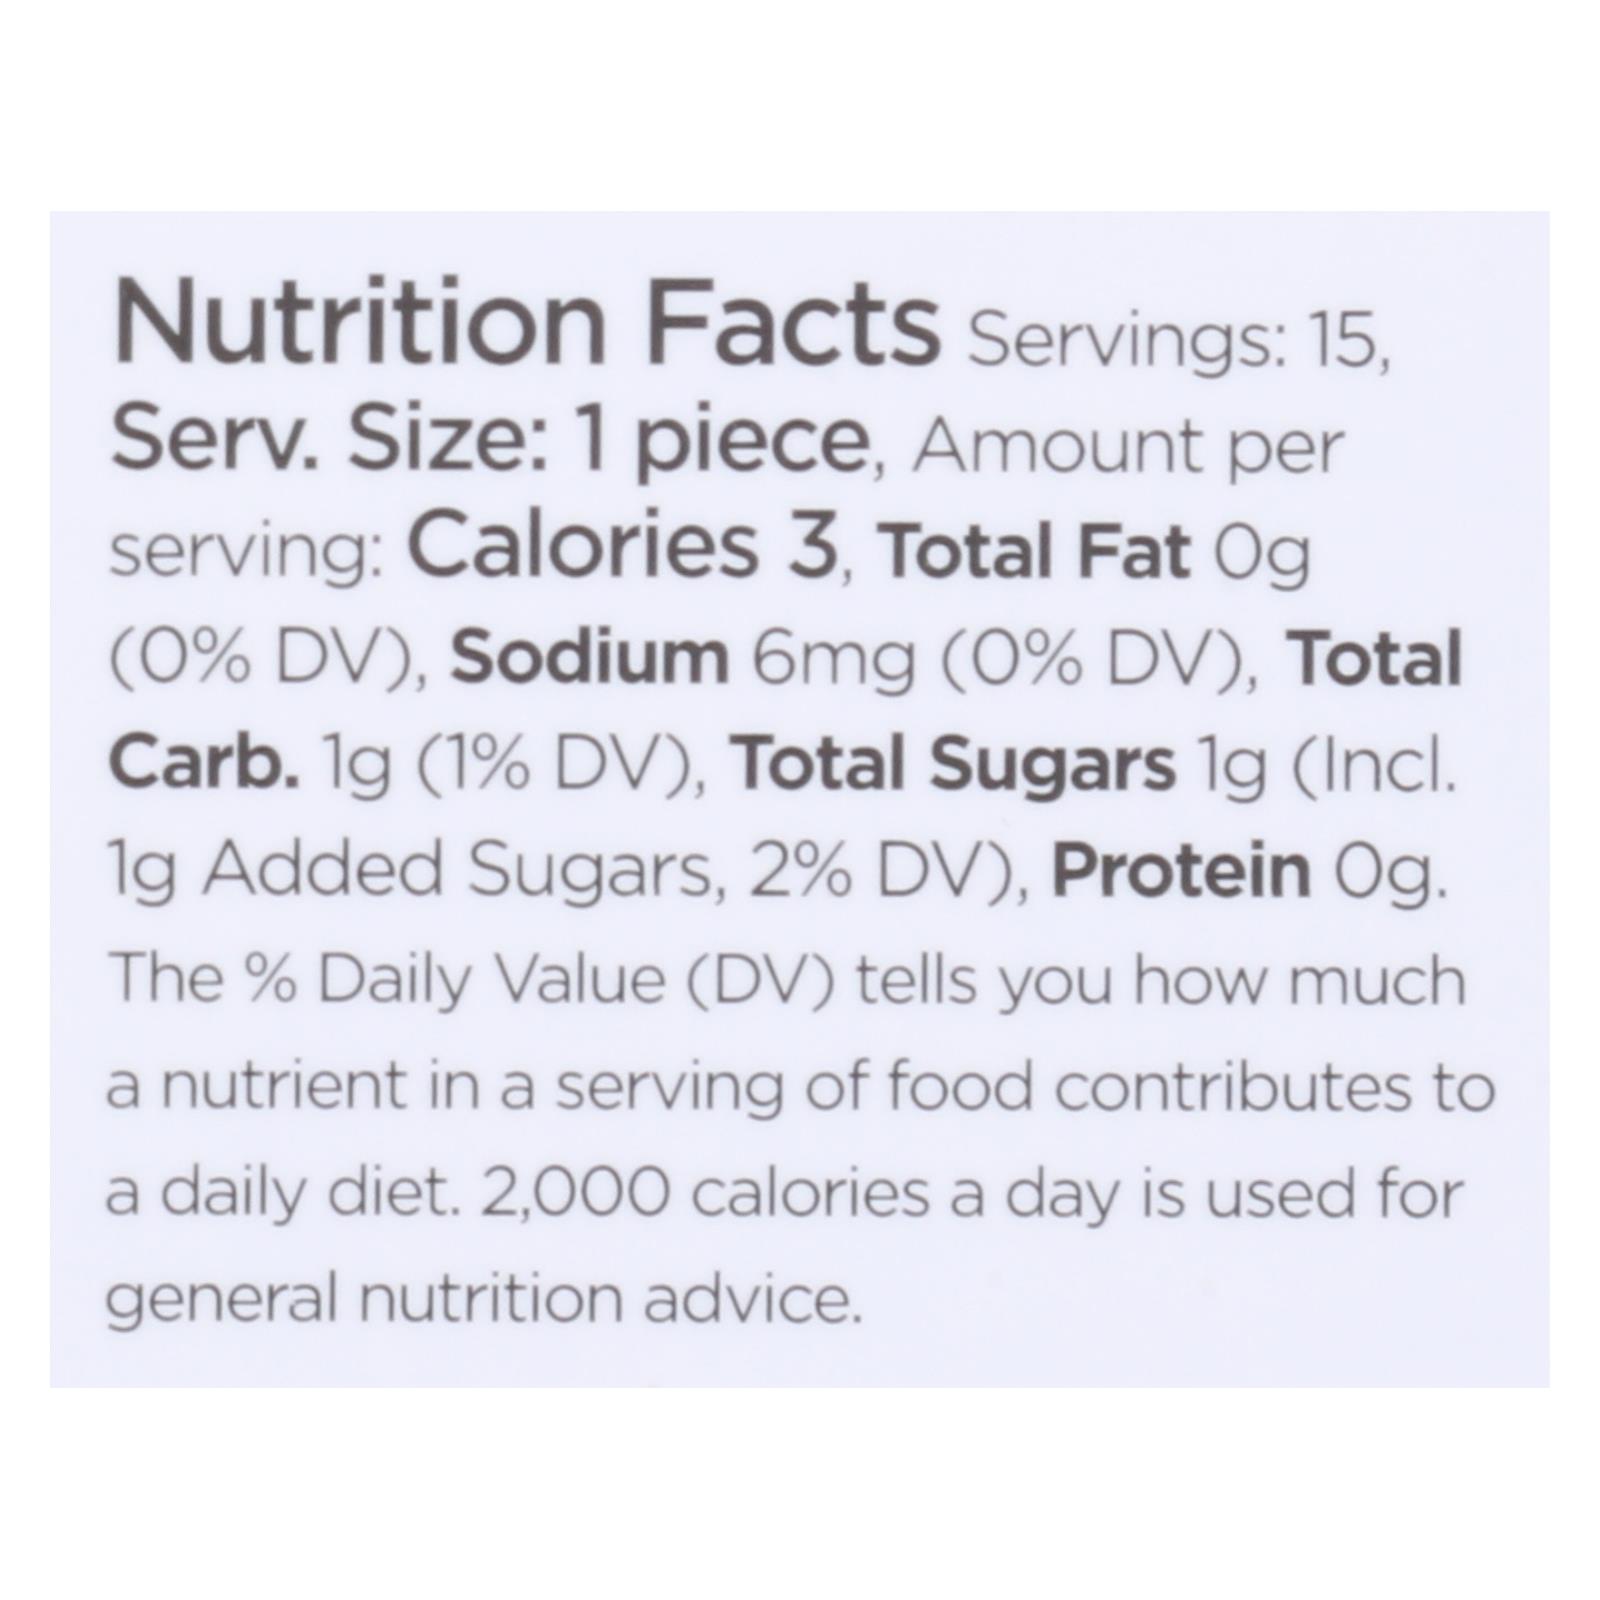 Nutrition Facts Servings: 15,
Serv. Size: 1 piece, Amount per
serving: Calories 3, Total Fat 0g
(0% DV), Sodium 6mg (0% DV), Total
Carb. 1g (1% DV), Total Sugars 1g (Incl.
1g Added Sugars, 2% DV), Protein 0g.
The % Daily Value (DV) tells you how much
a nutrient in a serving of food contributes to
a daily diet. 2,000 calories a day is used for
general nutrition advice.